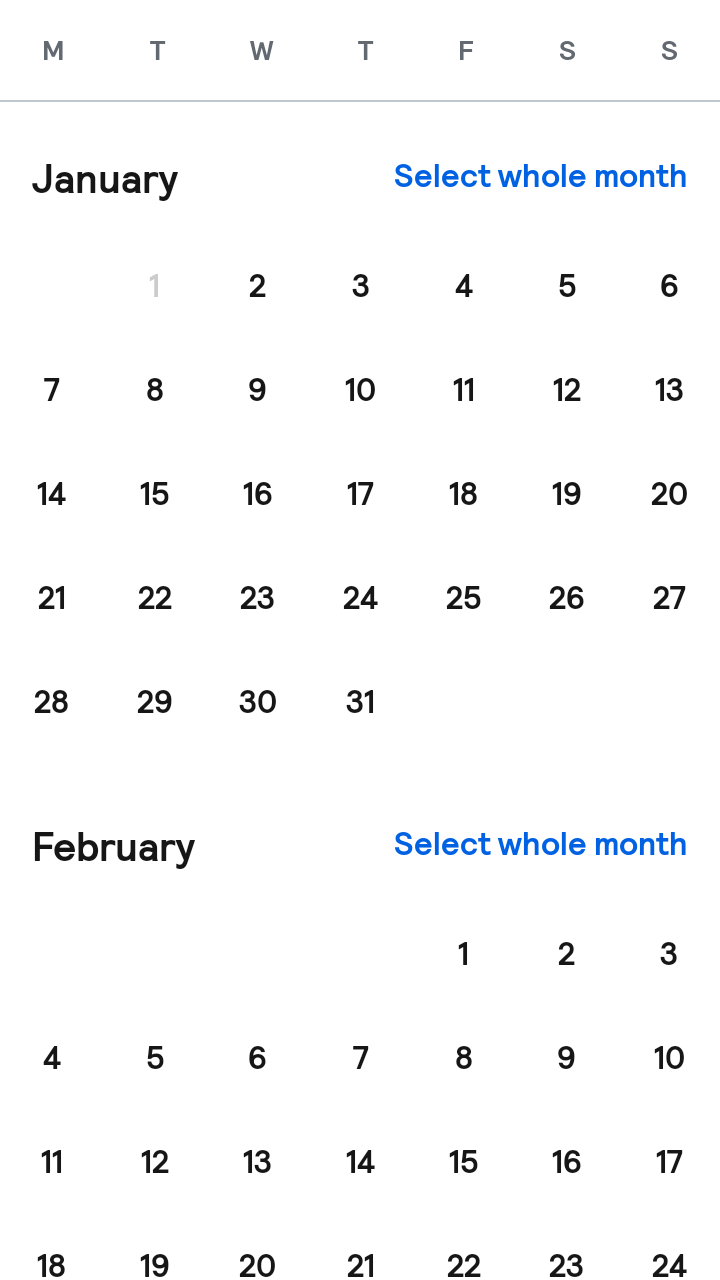 M T W T F S S
January Select whole month
1 2 3 4 5 6
7 8 9 10 11 12 13
14 15 16 17 18 19 20
21 22 23 24 25 26 27
28 29 30 31
February Select whole month
1 2 3
4 5 6 7 8 9 10
11 12 13 14 15 16 17
18 19 20 21 22 23 24